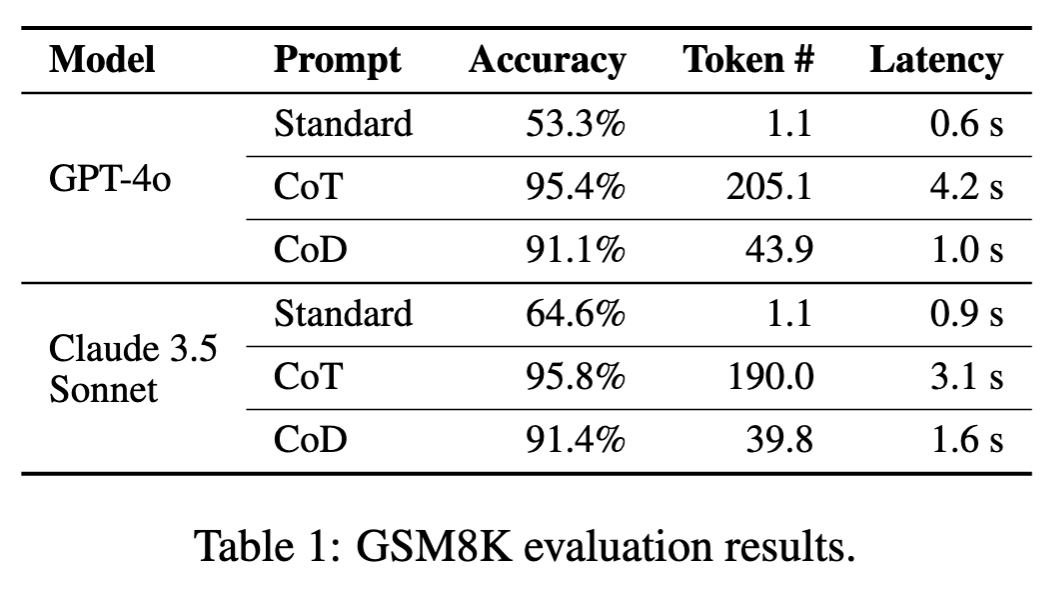 Model Prompt Accuracy Token # Latency
Standard 53.3% 1.1 0.6 s
GPT-4o CoT 95.4% 205.1 4.2 s
CoD 91.1% 43.9 1.0 s
Standard 64.6% 1.1 0.9 s
Claude 3.5
Sonnet CoT 95.8% 190.0 3.1 s
CoD 91.4% 39.8 1.6 s
Table 1: GSM8K evaluation results.